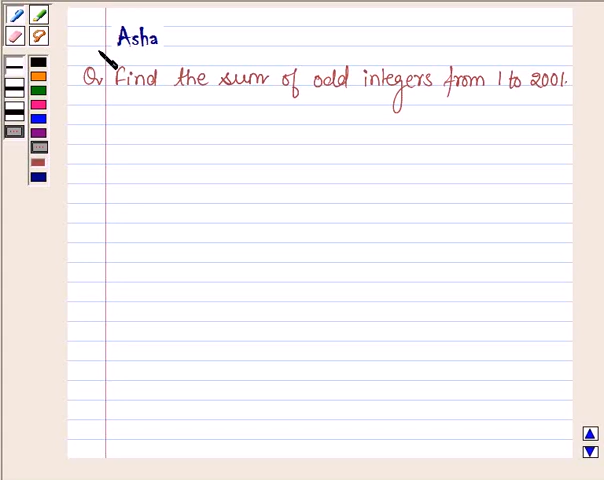 Asha
Q. Find the sum of odd integers from 1 to 2001.